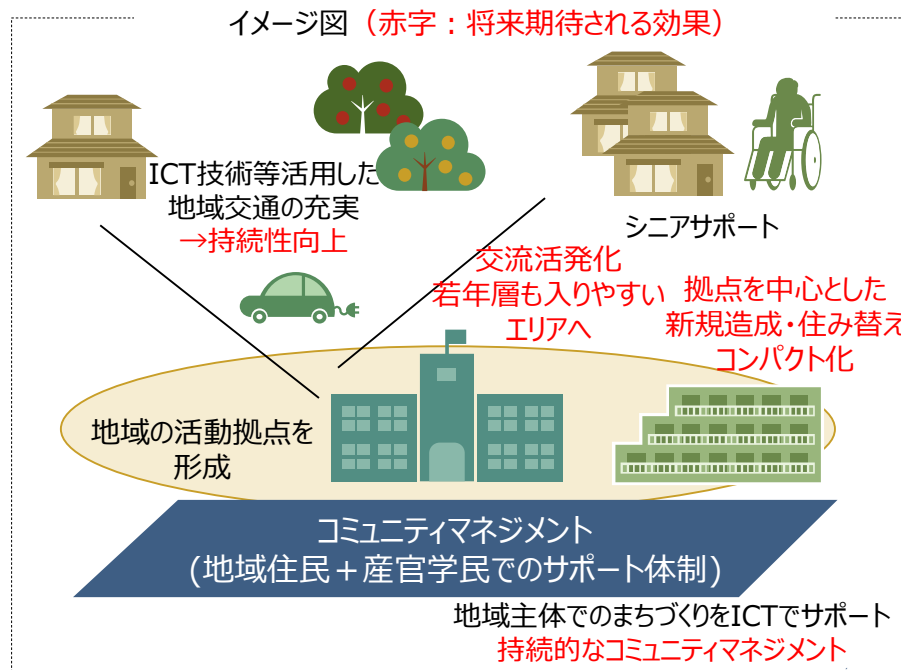 イメージ図（赤字：将来期待される効果）
ICT技術等活用した
地域交通の充実
→持続性向上
シニアサポート
交流活発化
若年層も入りやすい
エリアへ
拠点を中心とした
新規造成・住み替え
コンパクト化
地域の活動拠点を
形成
コミュニティマネジメント
(地域住民＋産官学民でのサポート体制)
地域主体でのまちづくりをICTでサポート
持続的なコミュニティマネジメント